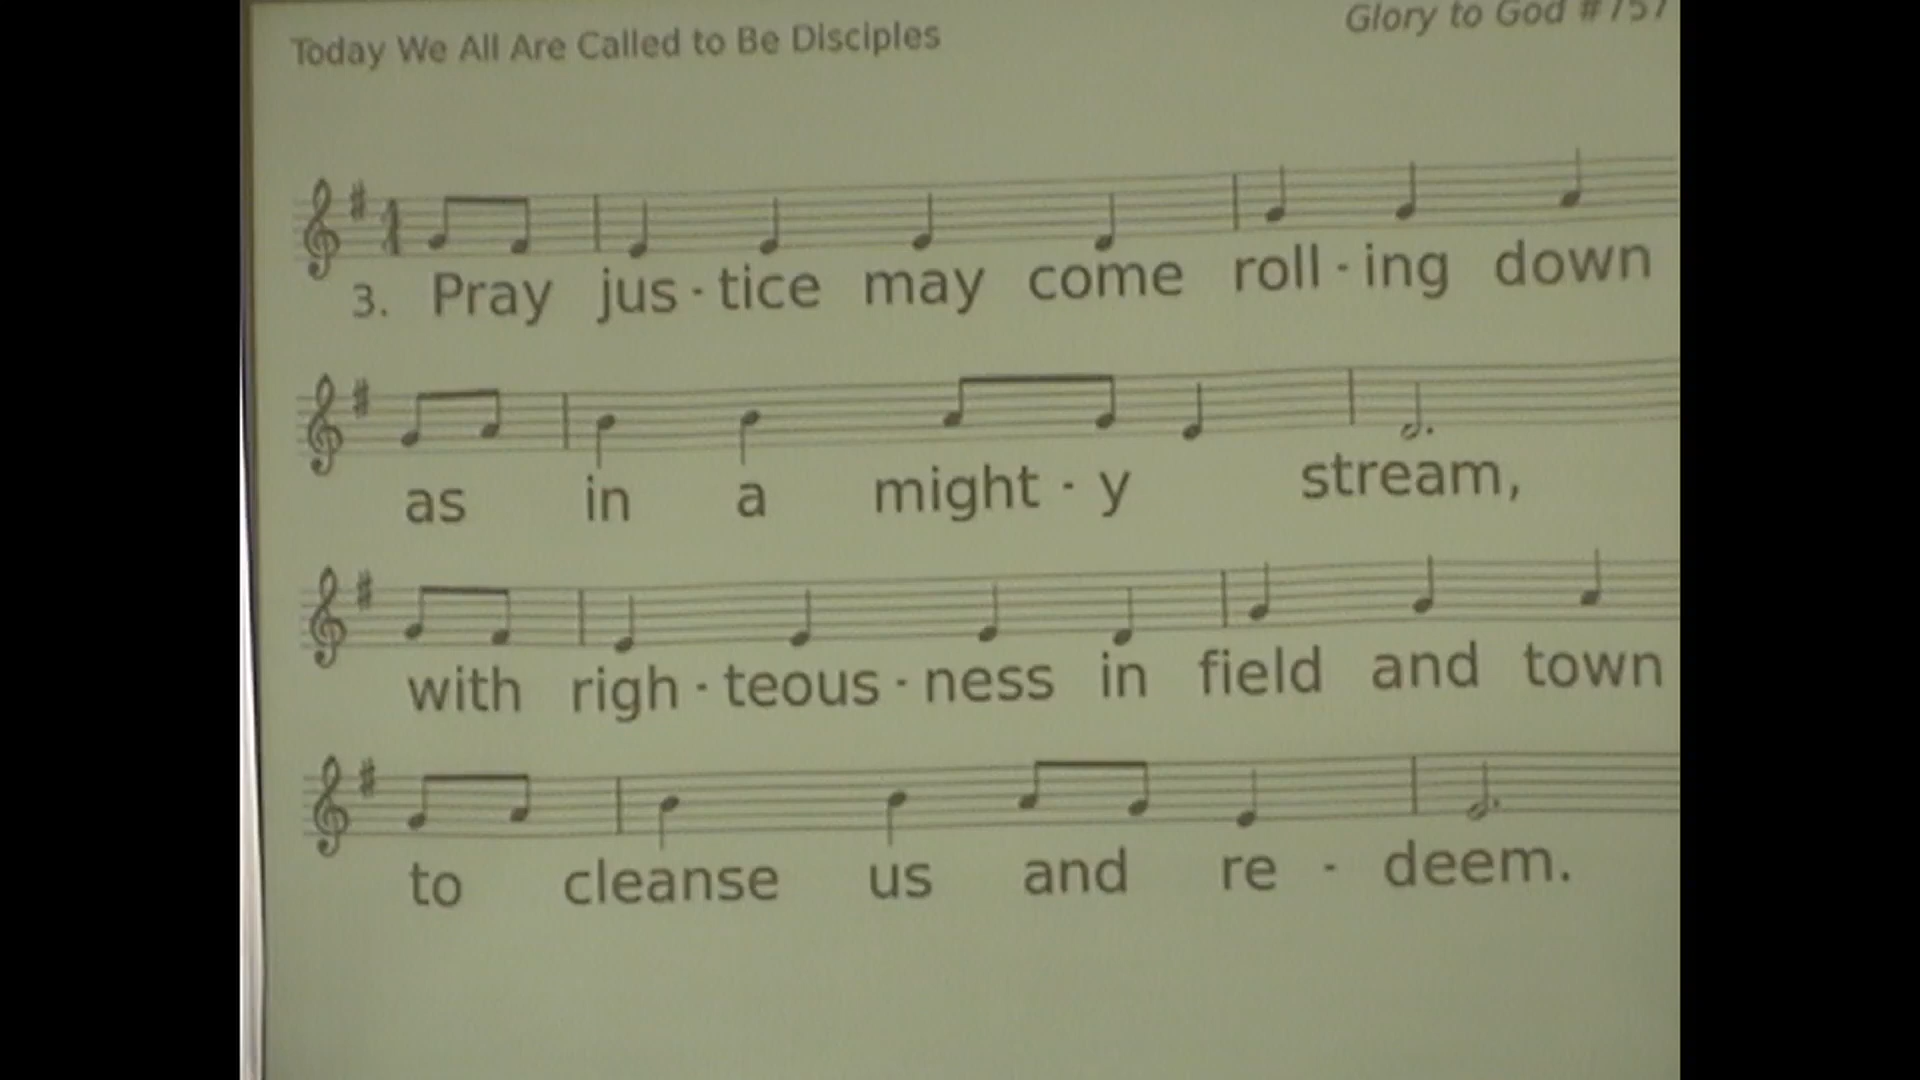 Today We All Are Called to Be Disciples
Glory to God #757
3. Pray jus - tice may come roll - ing down
as in a might - y stream,
with righ - teous - ness in field and town
to cleanse us and re - deem.